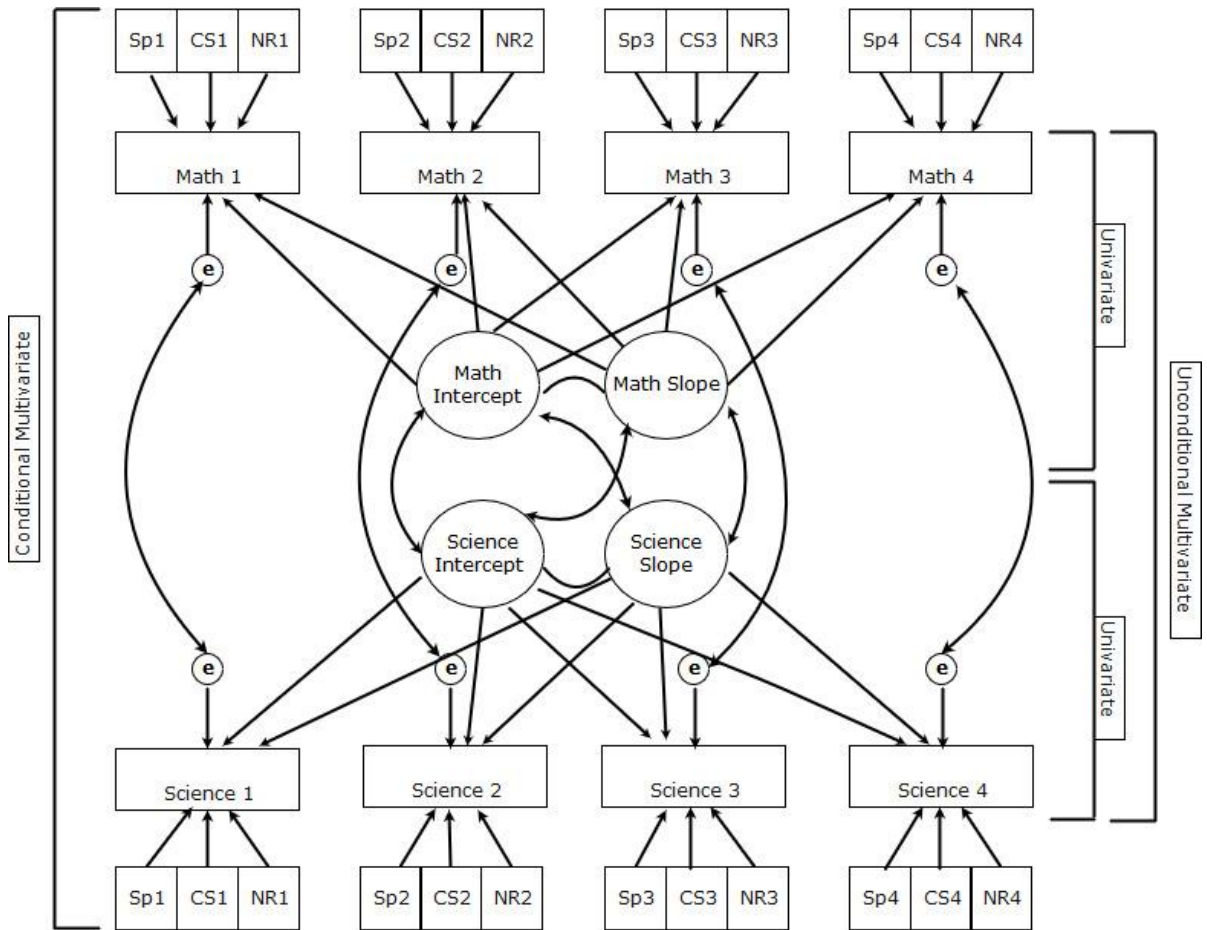 Sp1 CS1 NR1 Sp2 CS2 NR2 Sp3 CS3 NR3 Sp4 CS4 NR4
Math 1 Math 2 Math 3 Math 4
e e e e
Math
Intercept
Math Slope
Science
Intercept
Science
Slope
e e e e
Science 1 Science 2 Science 3 Science 4
Sp1 CS1 NR1 Sp2 CS2 NR2 Sp3 CS3 NR3 Sp4 CS4 NR4
Conditional Multivariate
Univariate
Univariate
Unconditional Multivariate